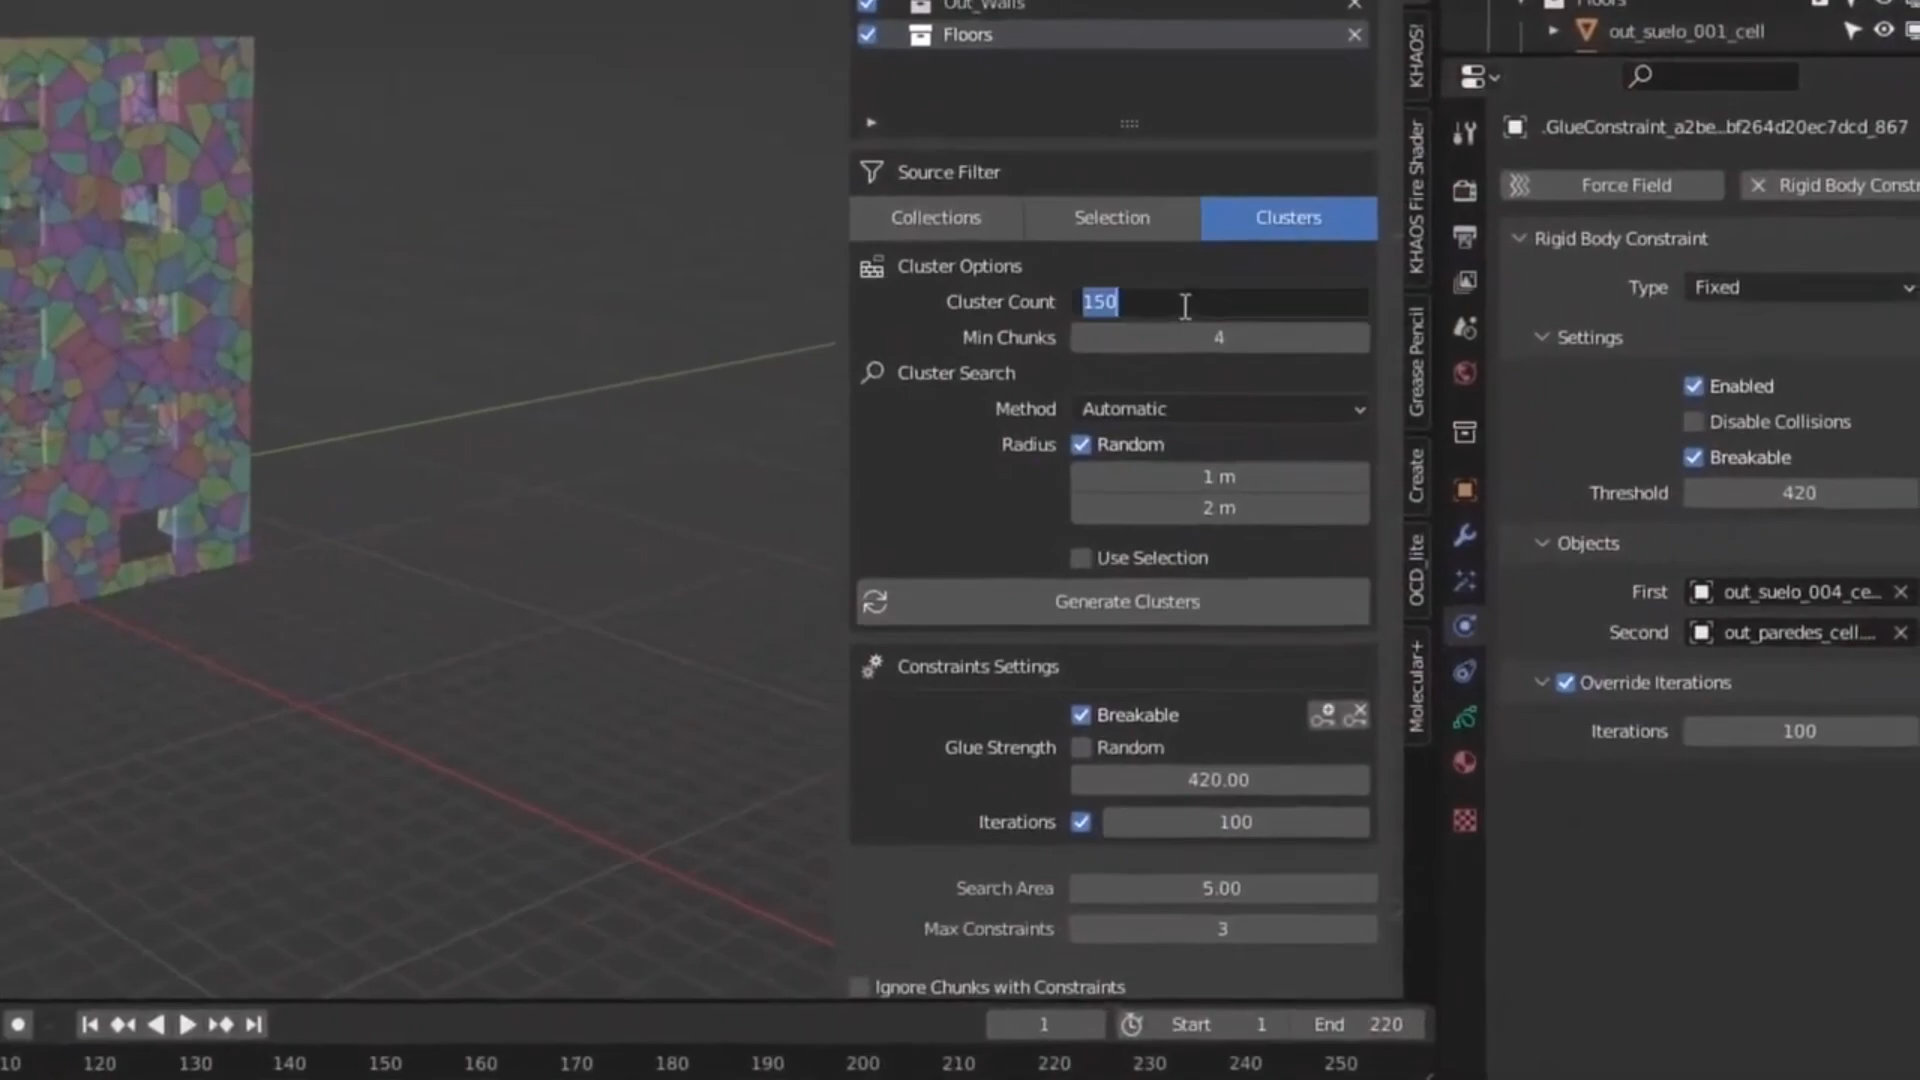 Out_Walls
Floors
Source Filter
Collections
Selection
Clusters
Cluster Options
Cluster Count 150
Min Chunks 4
Cluster Search
Method Automatic
Radius Random
1 m
2 m
Use Selection
Generate Clusters
Constraints Settings
Breakable
Glue Strength Random
420.00
Iterations 100
Search Area 5.00
Max Constraints 3
Ignore Chunks with Constraints
KHAOS!
KHAOS Fire Shader
Grease Pencil
Create
OCD_lite
Molecular+
Floors
out_suelo_001_cell
.GlueConstraint_a2be...bf264d20ec7dcd_867
Force Field
Rigid Body Constr
Rigid Body Constraint
Type Fixed
Settings
Enabled
Disable Collisions
Breakable
Threshold 420
Objects
First out_suelo_004_ce...
Second out_paredes_cell....
Override Iterations
Iterations 100
1
Start 1
End 220
10 120 130 140 150 160 170 180 190 200 210 220 230 240 250